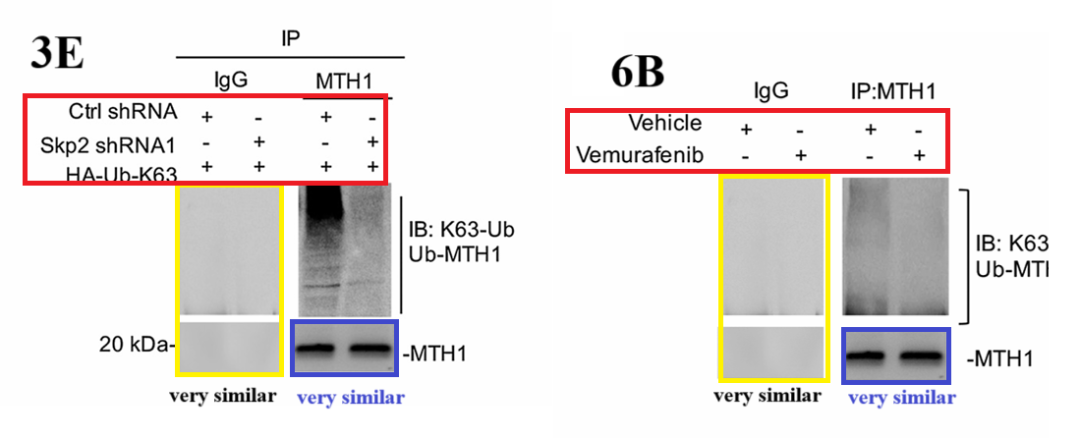 3E
IP
IgG MTH1
Ctrl shRNA + - + -
Skp2 shRNA1 - + - +
HA-Ub-K63 + + + +
IB: K63-Ub
Ub-MTH1
20 kDa-
-MTH1
very similar very similar
6B
IgG IP:MTH1
Vehicle + - + -
Vemurafenib - + - +
IB: K63
Ub-MTI
-MTH1
very similar very similar